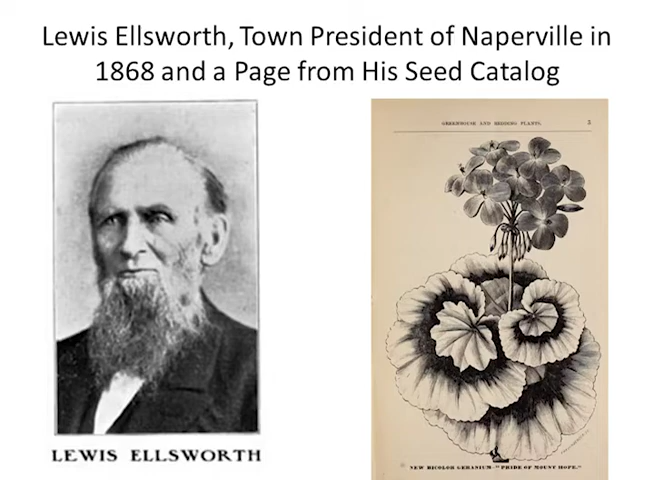 Lewis Ellsworth, Town President of Naperville in
1868 and a Page from His Seed Catalog
GREENHOUSE AND BEDDING PLANTS.
5
LEWIS ELLSWORTH
NEW BICOLOR GERANIUM—"PRIDE OF MOUNT HOPE."